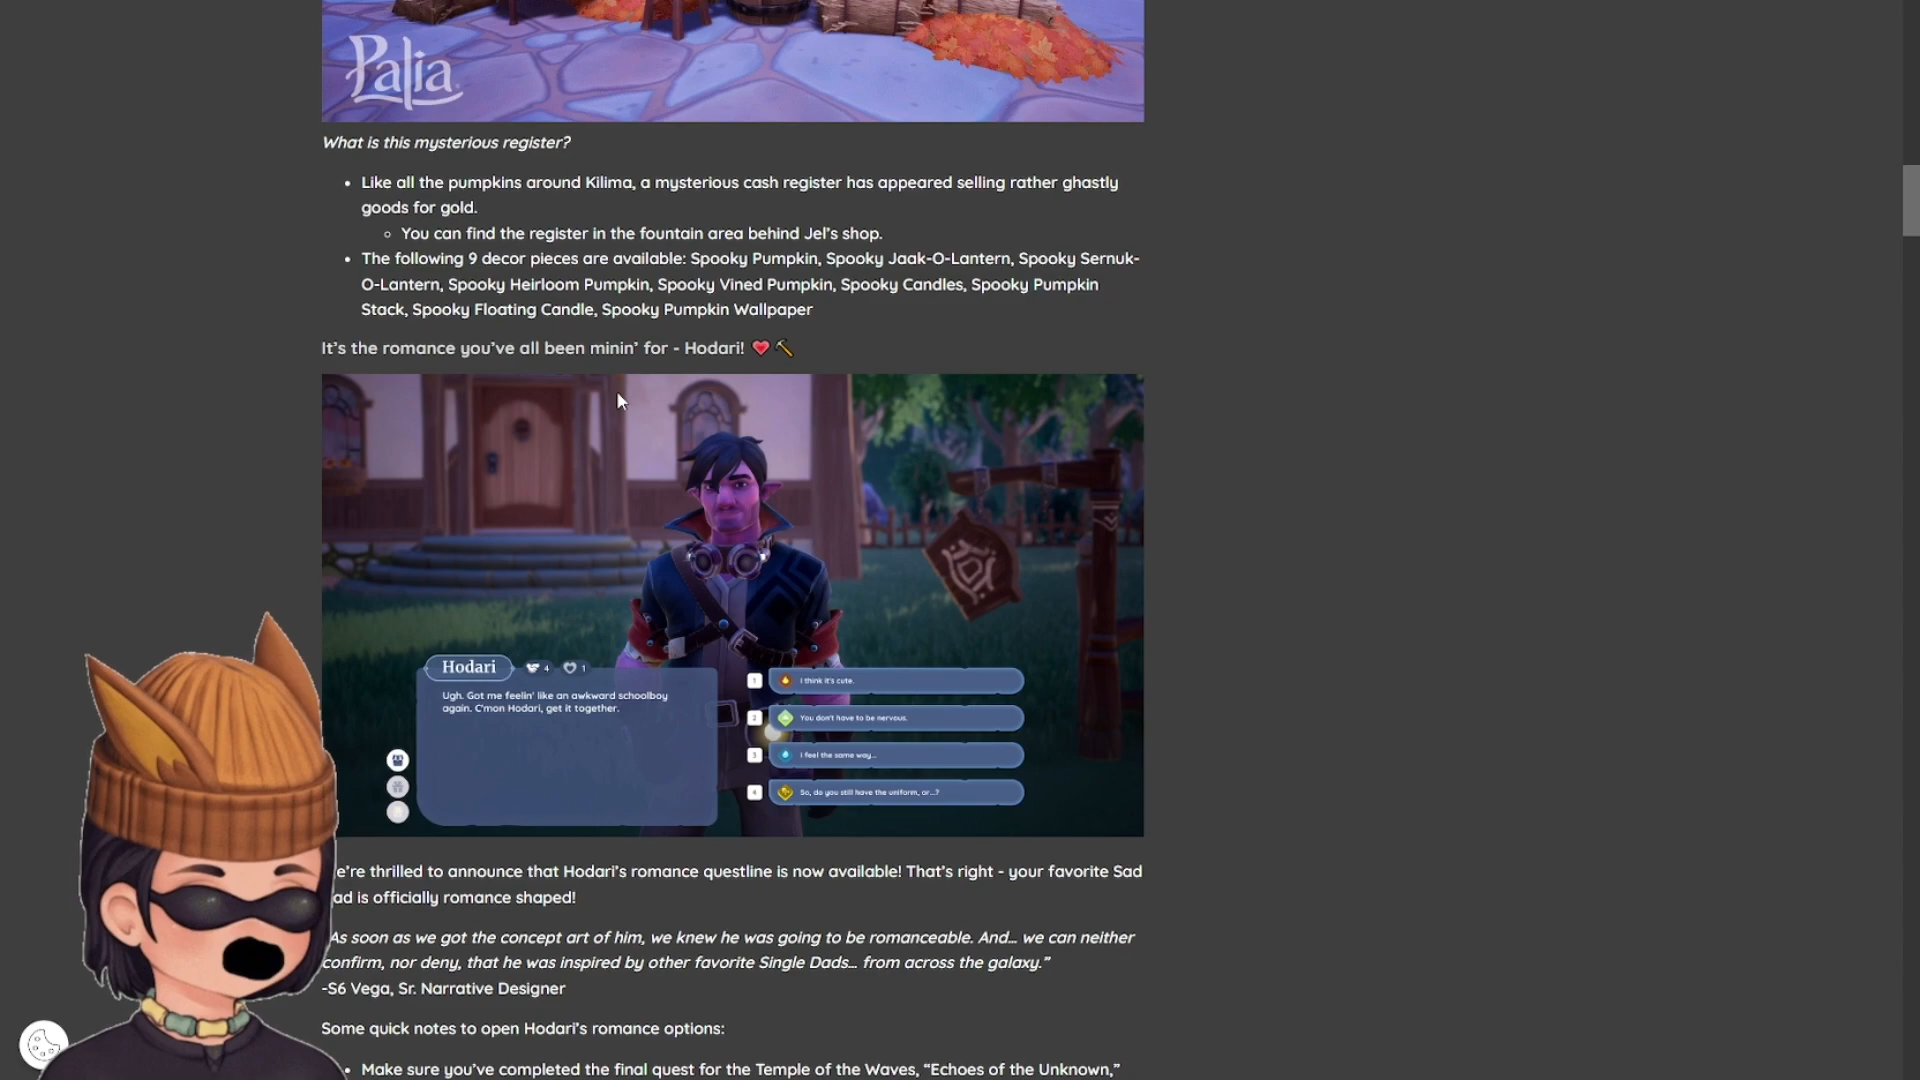 Palia
What is this mysterious register?
• Like all the pumpkins around Kilima, a mysterious cash register has appeared selling rather ghastly
goods for gold.
◦ You can find the register in the fountain area behind Jel's shop.
• The following 9 decor pieces are available: Spooky Pumpkin, Spooky Jaak-O-Lantern, Spooky Sernuk-
O-Lantern, Spooky Heirloom Pumpkin, Spooky Vined Pumpkin, Spooky Candles, Spooky Pumpkin
Stack, Spooky Floating Candle, Spooky Pumpkin Wallpaper
It's the romance you've all been minin' for - Hodari! ❤️⛏️
Hodari 4 1
Ugh. Got me feelin' like an awkward schoolboy
again. C'mon Hodari, get it together.
1 I think it's cute.
2 You don't have to be nervous.
3 I feel the same way...
4 So, do you still have the uniform, or...?
e're thrilled to announce that Hodari's romance questline is now available! That's right - your favorite Sad
ad is officially romance shaped!
As soon as we got the concept art of him, we knew he was going to be romanceable. And… we can neither
confirm, nor deny, that he was inspired by other favorite Single Dads… from across the galaxy."
-S6 Vega, Sr. Narrative Designer
Some quick notes to open Hodari's romance options:
• Make sure you've completed the final quest for the Temple of the Waves, "Echoes of the Unknown,"